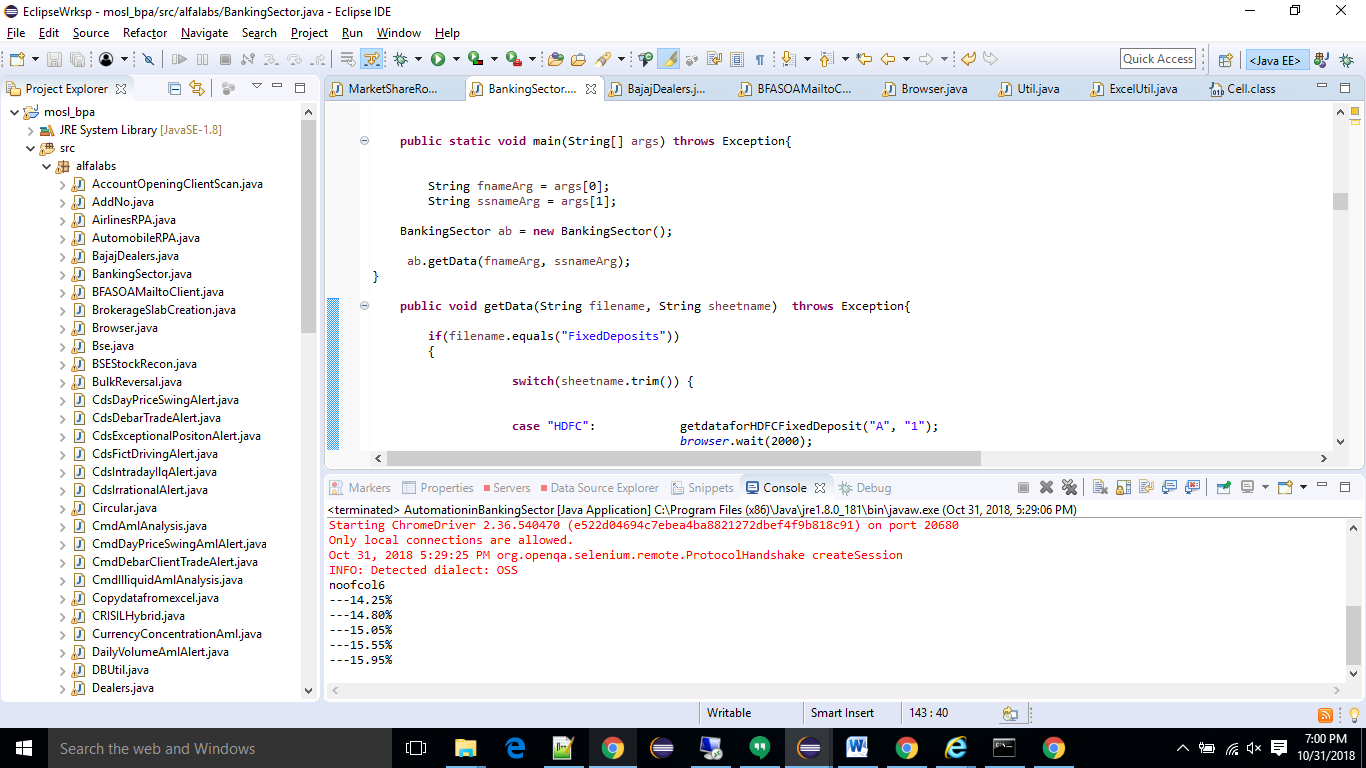 EclipseWrksp - mosl_bpa/src/alfalabs/BankingSector.java - Eclipse IDE
File Edit Source Refactor Navigate Search Project Run Window Help
Quick Access
<Java EE>
Project Explorer
MarketShareRo...
BankingSector....
BajajDealers.j...
BFASOAMailtoC...
Browser.java
Util.java
ExcelUtil.java
Cell.class
mosl_bpa
JRE System Library [JavaSE-1.8]
src
alfalabs
AccountOpeningClientScan.java
AddNo.java
AirlinesRPA.java
AutomobileRPA.java
BajajDealers.java
BankingSector.java
BFASOAMailtoClient.java
BrokerageSlabCreation.java
Browser.java
Bse.java
BSEStockRecon.java
BulkReversal.java
CdsDayPriceSwingAlert.java
CdsDebarTradeAlert.java
CdsExceptionalPositonAlert.java
CdsFictDrivingAlert.java
CdsIntradayIlqAlert.java
CdsIrrationalAlert.java
Circular.java
CmdAmlAnalysis.java
CmdDayPriceSwingAmlAlert.java
CmdDebarClientTradeAlert.java
CmdIlliquidAmlAnalysis.java
Copydatafromexcel.java
CRISILHybrid.java
CurrencyConcentrationAml.java
DailyVolumeAmlAlert.java
DBUtil.java
Dealers.java
public static void main(String[] args) throws Exception{
String fnameArg = args[0];
String ssnameArg = args[1];
BankingSector ab = new BankingSector();
ab.getData(fnameArg, ssnameArg);
}
public void getData(String filename, String sheetname)  throws Exception{
if(filename.equals("FixedDeposits"))
{
switch(sheetname.trim()) {
case "HDFC": getdataforHDFCFixedDeposit("A", "1");
browser.wait(2000);
Markers Properties Servers Data Source Explorer Snippets Console Debug
<terminated> AutomationinBankingSector [Java Application] C:\Program Files (x86)\Java\jre1.8.0_181\bin\javaw.exe (Oct 31, 2018, 5:29:06 PM)
Starting ChromeDriver 2.36.540470 (e522d04694c7ebea4ba8821272dbef4f9b818c91) on port 20680
Only local connections are allowed.
Oct 31, 2018 5:29:25 PM org.openqa.selenium.remote.ProtocolHandshake createSession
INFO: Detected dialect: OSS
noofcol6
---14.25%
---14.80%
---15.05%
---15.55%
---15.95%
Writable
Smart Insert
143 : 40
Search the web and Windows
7:00 PM
10/31/2018